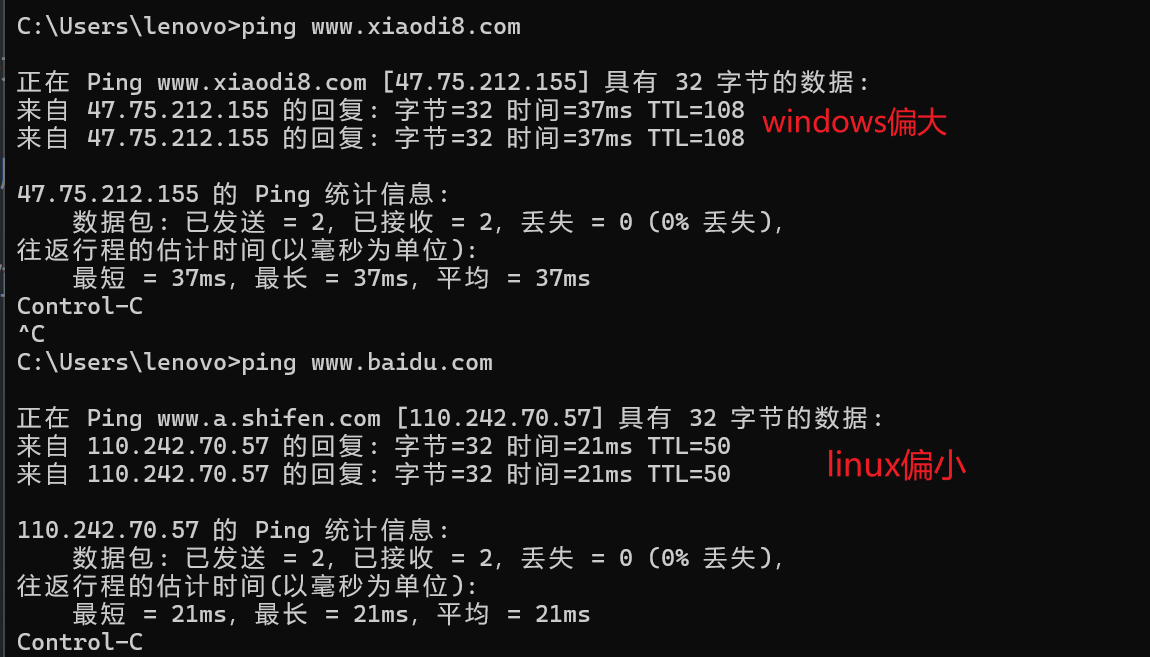 C:\Users\lenovo>ping www.xiaodi8.com
正在 Ping www.xiaodi8.com [47.75.212.155] 具有 32 字节的数据:
来自 47.75.212.155 的回复: 字节=32 时间=37ms TTL=108
windows偏大
来自 47.75.212.155 的回复: 字节=32 时间=37ms TTL=108
47.75.212.155 的 Ping 统计信息:
数据包: 已发送 = 2, 已接收 = 2, 丢失 = 0 (0% 丢失),
往返行程的估计时间(以毫秒为单位):
最短 = 37ms, 最长 = 37ms, 平均 = 37ms
Control-C
^C
C:\Users\lenovo>ping www.baidu.com
正在 Ping www.a.shifen.com [110.242.70.57] 具有 32 字节的数据:
来自 110.242.70.57 的回复: 字节=32 时间=21ms TTL=50
来自 110.242.70.57 的回复: 字节=32 时间=21ms TTL=50
linux偏小
110.242.70.57 的 Ping 统计信息:
数据包: 已发送 = 2, 已接收 = 2, 丢失 = 0 (0% 丢失),
往返行程的估计时间(以毫秒为单位):
最短 = 21ms, 最长 = 21ms, 平均 = 21ms
Control-C